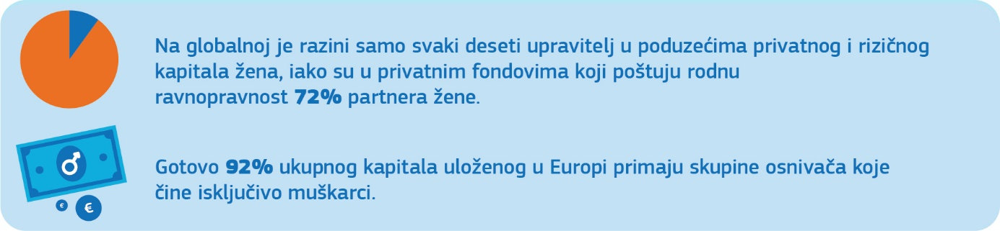 Na globalnoj je razini samo svaki deseti upravitelj u poduzećima privatnog i rizičnog
kapitala žena, iako su u privatnim fondovima koji poštuju rodnu
ravnopravnost 72% partnera žene.
Gotovo 92% ukupnog kapitala uloženog u Europi primaju skupine osnivača koje
čine isključivo muškarci.
€
€